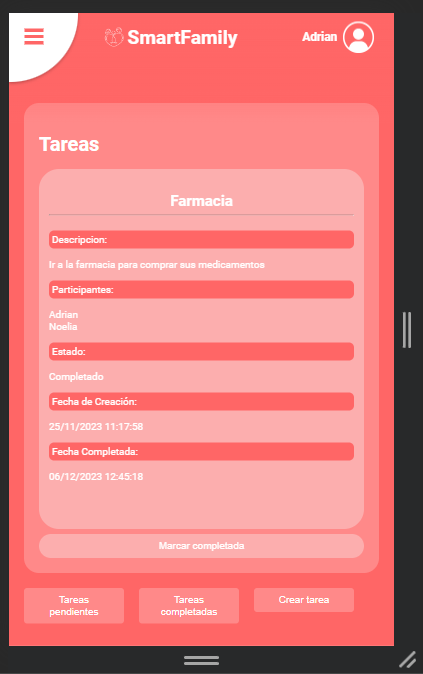 SmartFamily
Adrian
Tareas
Farmacia
Descripcion:
Ir a la farmacia para comprar sus medicamentos
Participantes:
Adrian
Noelia
Estado:
Completado
Fecha de Creación:
25/11/2023 11:17:58
Fecha Completada:
06/12/2023 12:45:18
Marcar completada
Tareas
pendientes
Tareas
completadas
Crear tarea